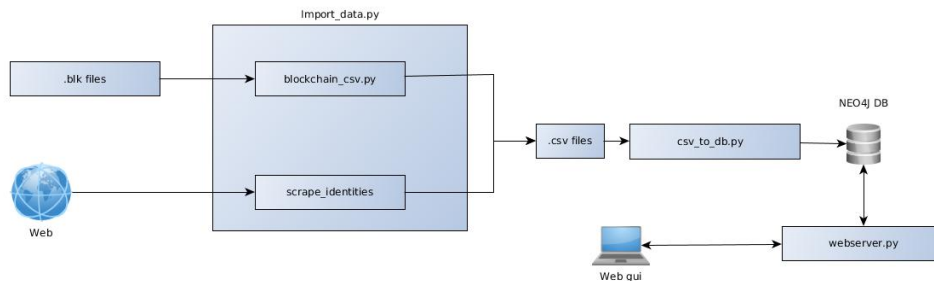 Import_data.py
.blk files
blockchain_csv.py
NEO4J DB
.csv files
csv_to_db.py
scrape_identities
Web
webserver.py
Web gui